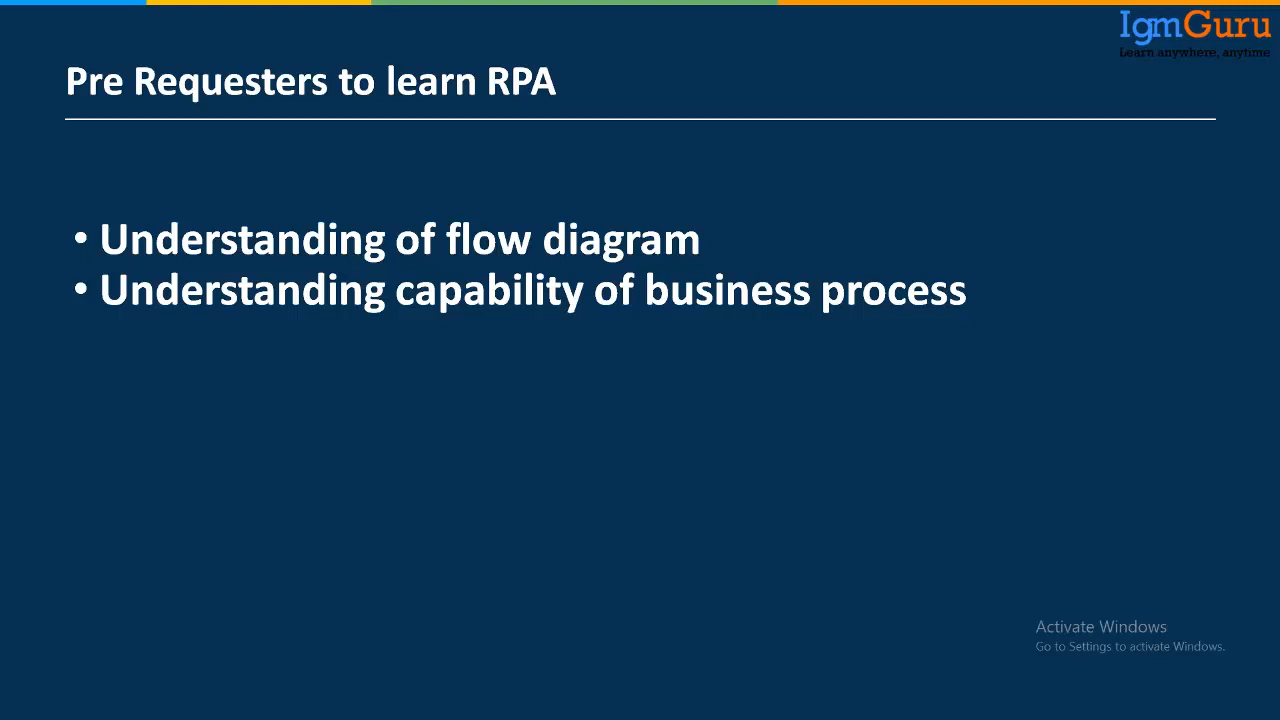 IgmGuru
Learn anywhere, anytime
Pre Requesters to learn RPA
• Understanding of flow diagram
• Understanding capability of business process
Activate Windows
Go to Settings to activate Windows.